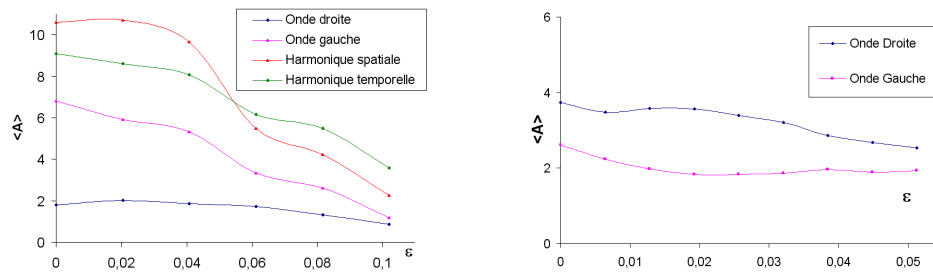 Onde droite
Onde gauche
Harmonique spatiale
Harmonique temporelle
<A>
10
8
6
4
2
0
0 0,02 0,04 0,06 0,08 0,1
ε
Onde Droite
Onde Gauche
<A>
6
4
2
0
0 0,01 0,02 0,03 0,04 0,05
ε